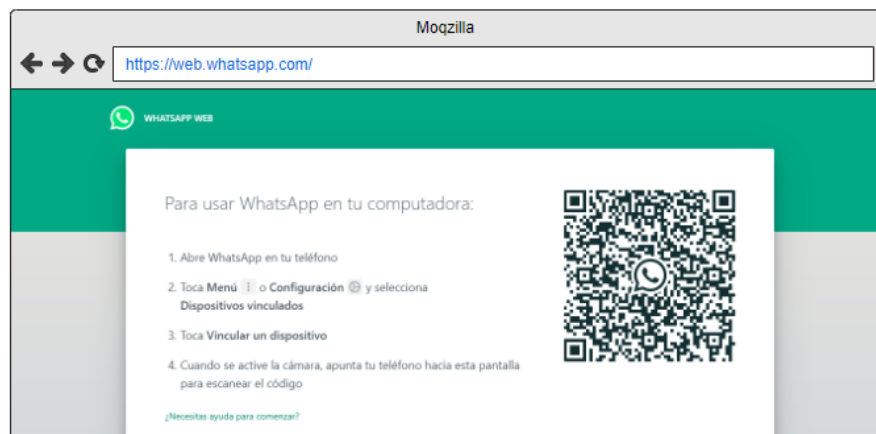 Moqzilla
https://web.whatsapp.com/
WHATSAPP WEB
Para usar WhatsApp en tu computadora:
1. Abre WhatsApp en tu teléfono
2. Toca Menú o Configuración y selecciona
Dispositivos vinculados
3. Toca Vincular un dispositivo
4. Cuando se active la cámara, apunta tu teléfono hacia esta pantalla
para escanear el código
¿Necesitas ayuda para comenzar?